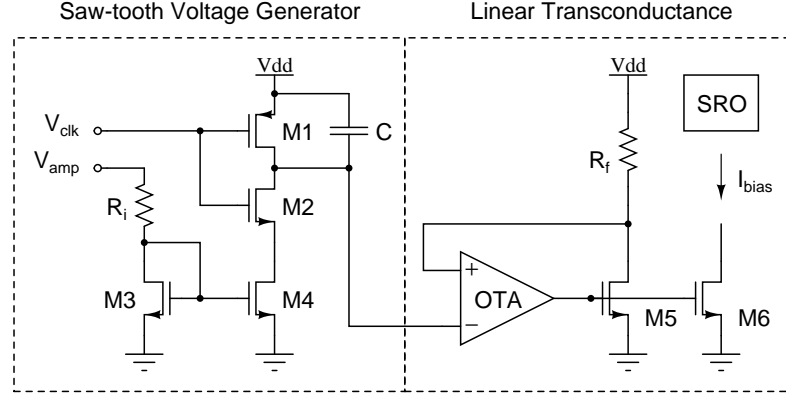 Saw-tooth Voltage Generator
Linear Transconductance
Vdd
Vdd
SRO
V_clk
M1
C
V_amp
R_f
I_bias
R_i
M2
+
OTA
M3
M4
−
M5
M6